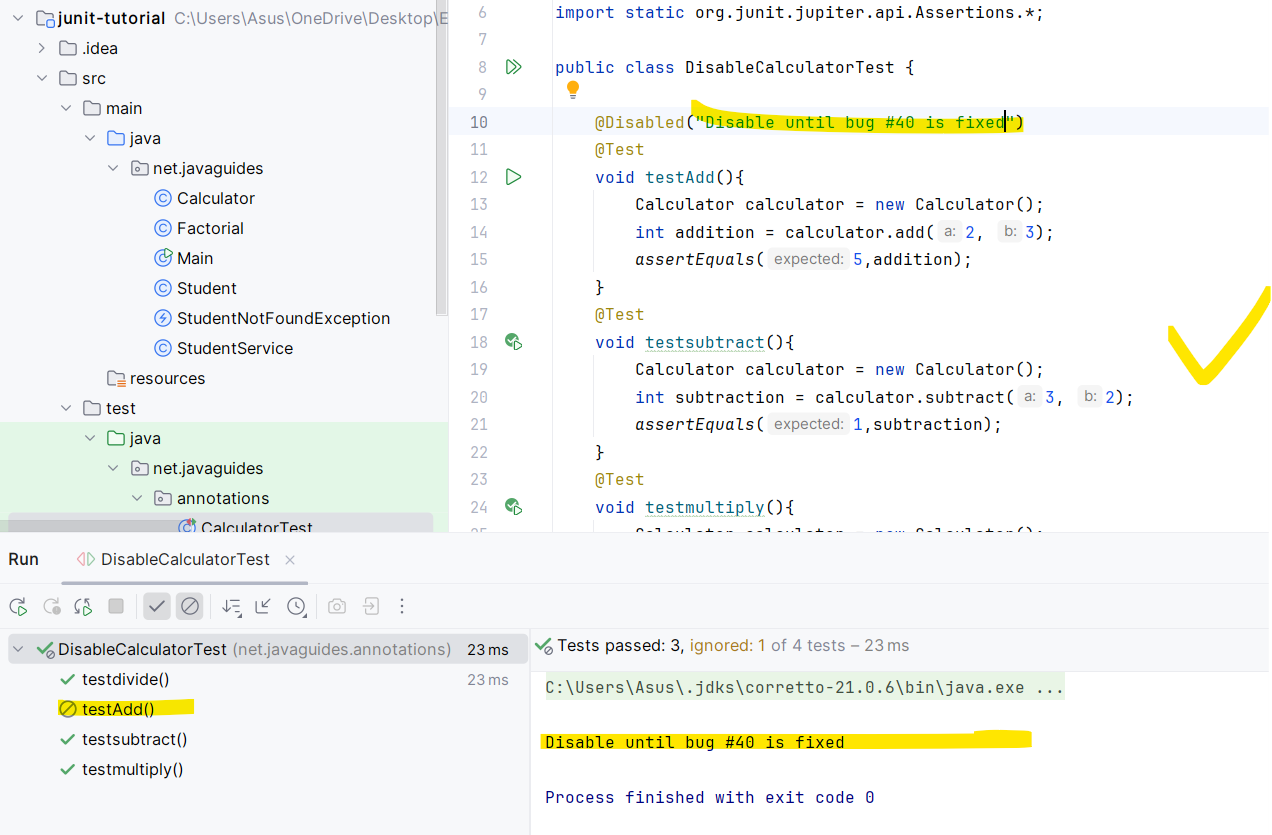 junit-tutorial C:\Users\Asus\OneDrive\Desktop\E
.idea
src
main
java
net.javaguides
Calculator
Factorial
Main
Student
StudentNotFoundException
StudentService
resources
test
java
net.javaguides
annotations
CalculatorTest
6 import static org.junit.jupiter.api.Assertions.*;
7
8 public class DisableCalculatorTest {
9
10 @Disabled("Disable until bug #40 is fixed")
11 @Test
12 void testAdd(){
13 Calculator calculator = new Calculator();
14 int addition = calculator.add( a: 2, b: 3);
15 assertEquals( expected: 5,addition);
16 }
17 @Test
18 void testsubtract(){
19 Calculator calculator = new Calculator();
20 int subtraction = calculator.subtract( a: 3, b: 2);
21 assertEquals( expected: 1,subtraction);
22 }
23 @Test
24 void testmultiply(){
25 Calculator calculator = new Calculator();
Run DisableCalculatorTest
DisableCalculatorTest (net.javaguides.annotations) 23 ms
testdivide() 23 ms
testAdd()
testsubtract()
testmultiply()
Tests passed: 3, ignored: 1 of 4 tests – 23 ms
C:\Users\Asus\.jdks\corretto-21.0.6\bin\java.exe ...
Disable until bug #40 is fixed
Process finished with exit code 0